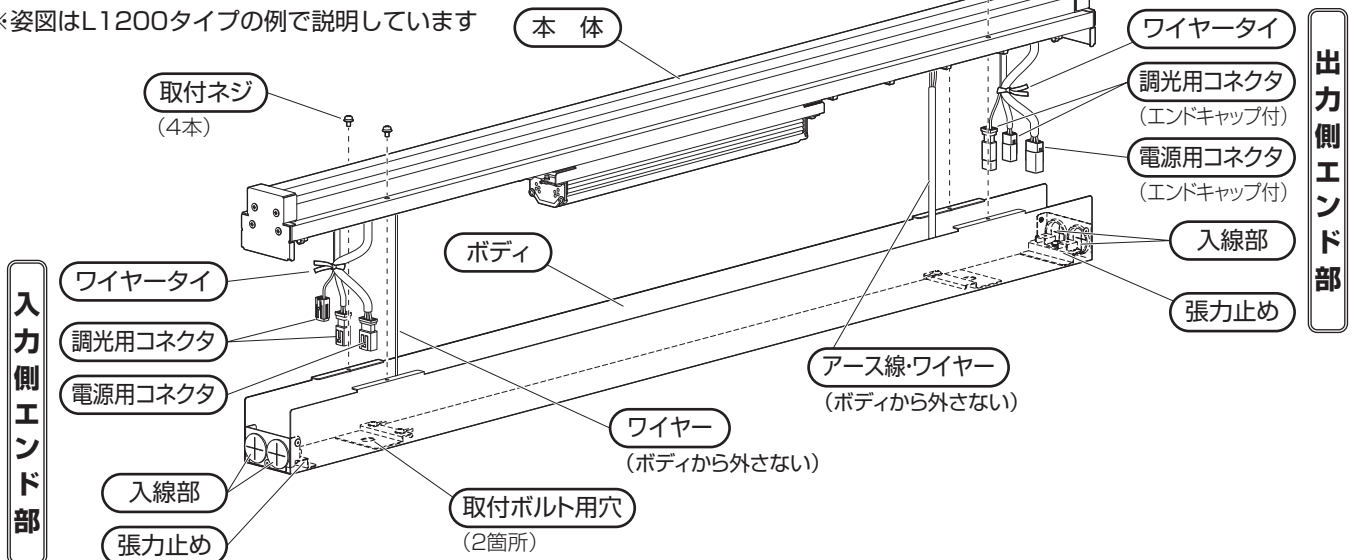 ※姿図はL1200タイプの例で説明しています
本　体
取付ネジ
(4本)
ワイヤータイ
調光用コネクタ
(エンドキャップ付)
電源用コネクタ
(エンドキャップ付)
入線部
張力止め
出力側エンド部
ボディ
入力側エンド部
ワイヤータイ
調光用コネクタ
電源用コネクタ
アース線・ワイヤー
(ボディから外さない)
ワイヤー
(ボディから外さない)
入線部
取付ボルト用穴
(2箇所)
張力止め